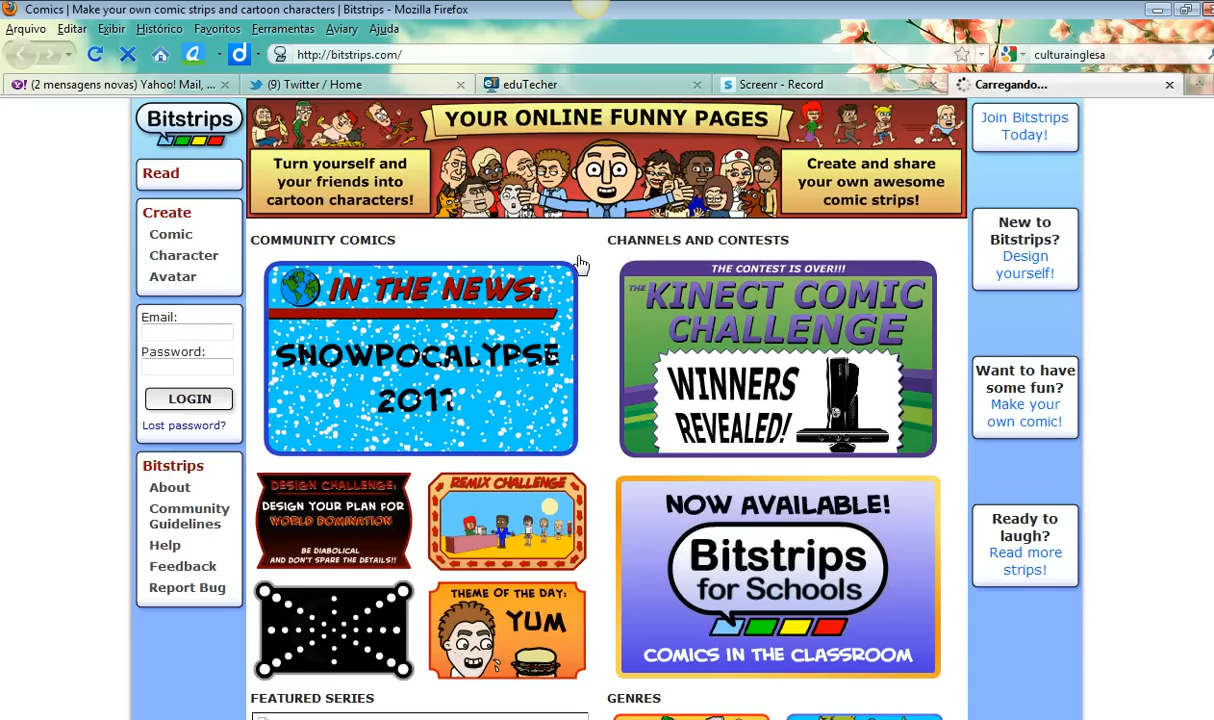 Comics | Make your own comic strips and cartoon characters | Bitstrips - Mozilla Firefox
Arquivo Editar Exibir Histórico Favoritos Ferramentas Aviary Ajuda
http://bitstrips.com/
culturainglesa
(2 mensagens novas) Yahoo! Mail, ...
(9) Twitter / Home
eduTecher
Screenr - Record
Carregando...
Bitstrips
Read
Create
Comic
Character
Avatar
Email:
Password:
LOGIN
Lost password?
Bitstrips
About
Community
Guidelines
Help
Feedback
Report Bug
YOUR ONLINE FUNNY PAGES
Turn yourself and
your friends into
cartoon characters!
Create and share
your own awesome
comic strips!
COMMUNITY COMICS
IN THE NEWS:
SNOWPOCALYPSE
2011
DESIGN CHALLENGE:
DESIGN YOUR PLAN FOR
WORLD DOMINATION
BE DIABOLICAL
AND DON'T SPARE THE DETAILS!!
REMIX CHALLENGE
THEME OF THE DAY:
YUM
FEATURED SERIES
CHANNELS AND CONTESTS
THE CONTEST IS OVER!!!
THE KINECT COMIC
CHALLENGE
WINNERS
REVEALED!
NOW AVAILABLE!
Bitstrips
for Schools
COMICS IN THE CLASSROOM
GENRES
Join Bitstrips
Today!
New to
Bitstrips?
Design
yourself!
Want to have
some fun?
Make your
own comic!
Ready to
laugh?
Read more
strips!